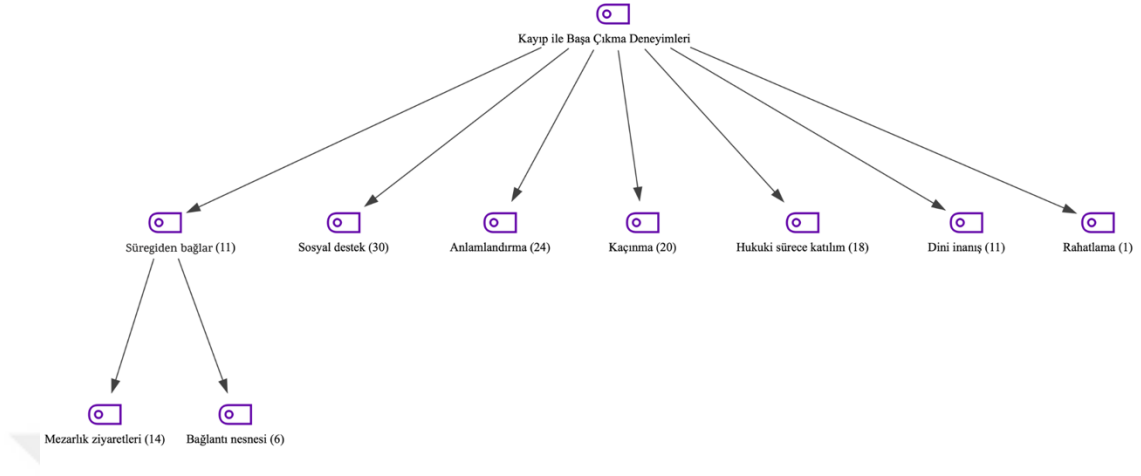 Kayıp ile Başa Çıkma Deneyimleri
Süregiden bağlar (11)
Sosyal destek (30)
Anlamlandırma (24)
Kaçınma (20)
Hukuki sürece katılım (18)
Dini inanış (11)
Rahatlama (1)
Mezarlık ziyaretleri (14)
Bağlantı nesnesi (6)